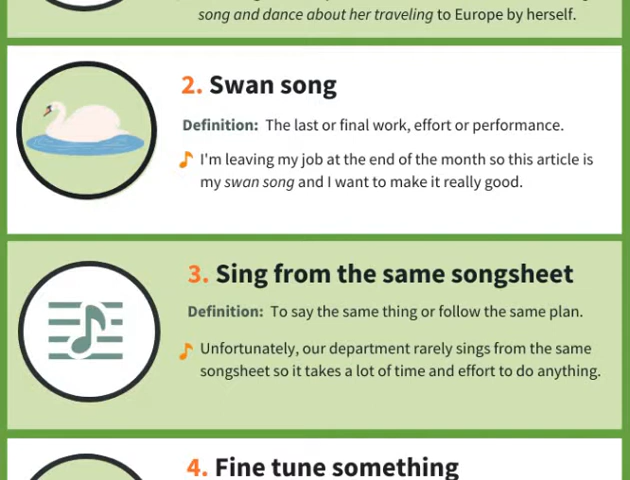 song and dance about her traveling to Europe by herself.
2. Swan song
Definition: The last or final work, effort or performance.
I'm leaving my job at the end of the month so this article is
my swan song and I want to make it really good.
3. Sing from the same songsheet
Definition: To say the same thing or follow the same plan.
Unfortunately, our department rarely sings from the same
songsheet so it takes a lot of time and effort to do anything.
4. Fine tune something